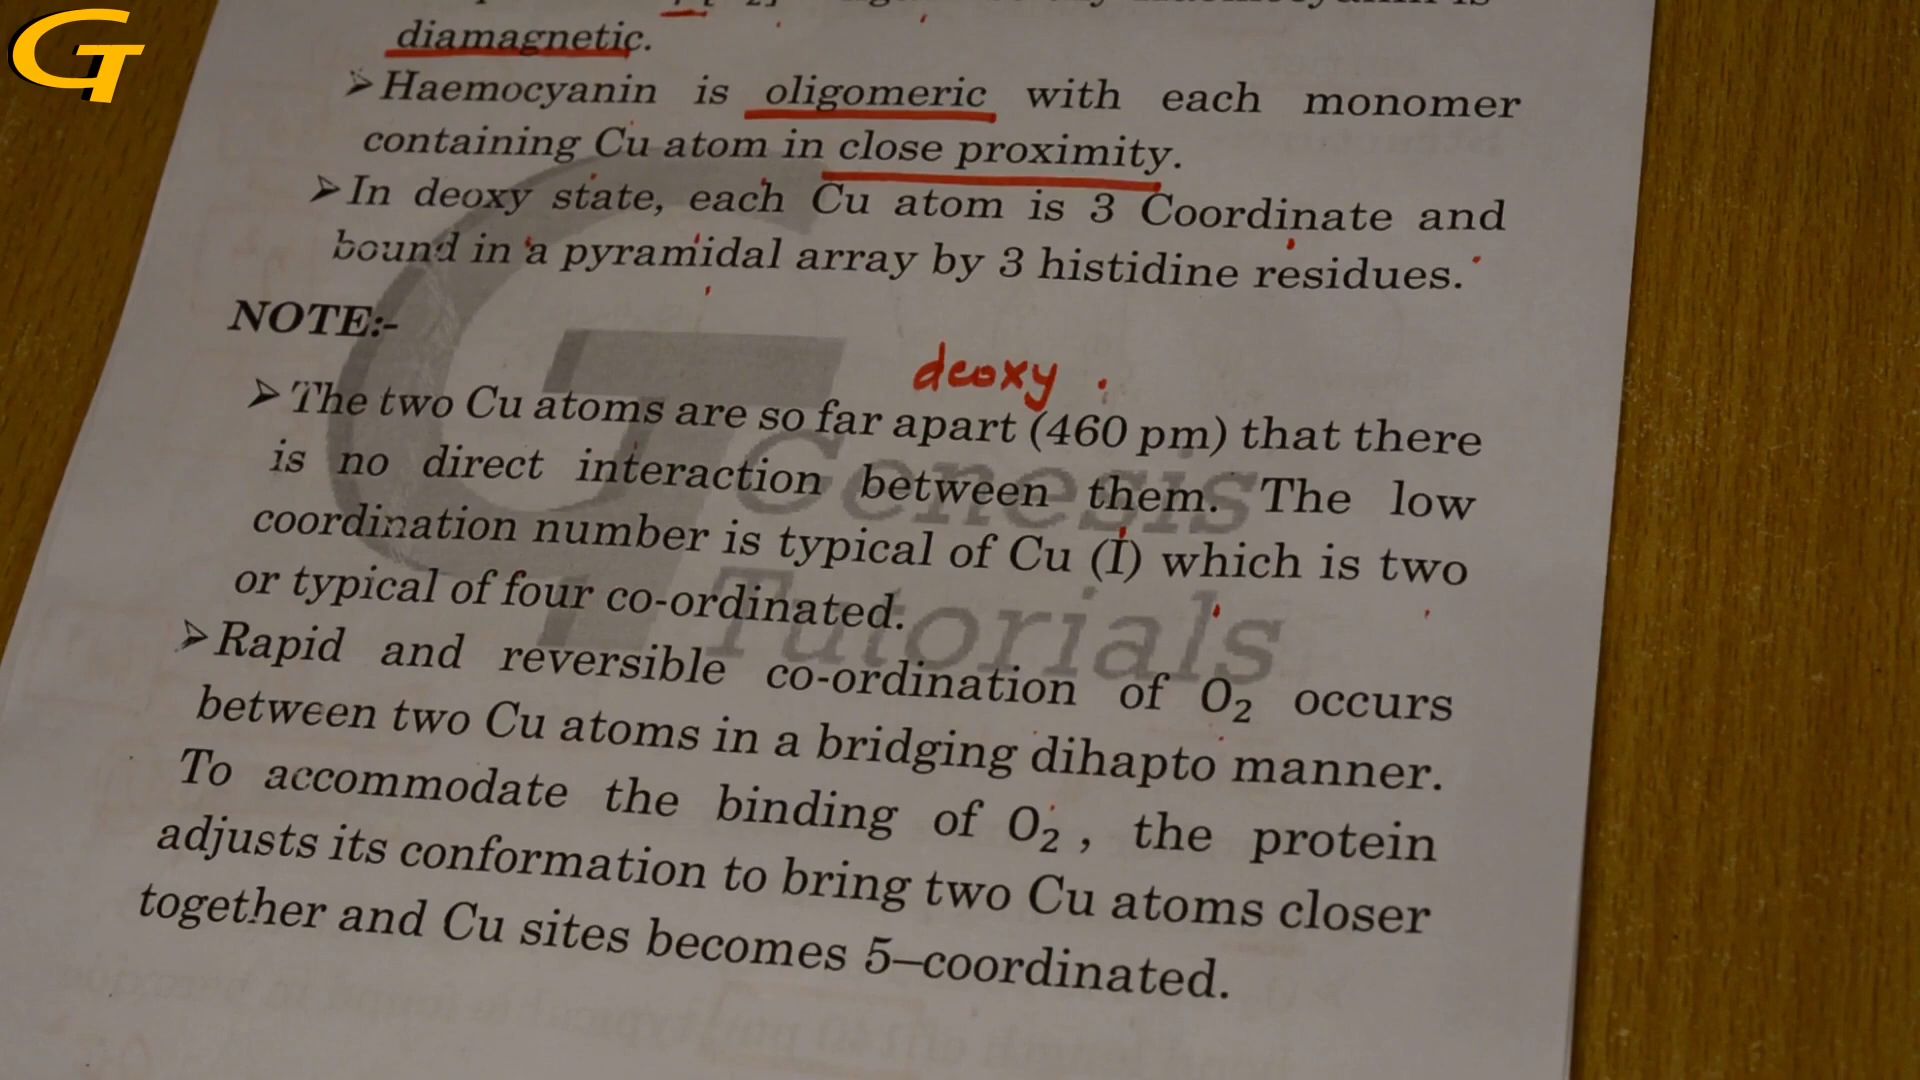 GT
diamagnetic.
➢Haemocyanin is oligomeric with each monomer
containing Cu atom in close proximity.
➢In deoxy state, each Cu atom is 3 Coordinate and
bound in a pyramidal array by 3 histidine residues.
NOTE:-
deoxy
➢The two Cu atoms are so far apart (460 pm) that there
is no direct interaction between them. The low
coordination number is typical of Cu (I) which is two
or typical of four co-ordinated.
➢Rapid and reversible co-ordination of O₂ occurs
between two Cu atoms in a bridging dihapto manner.
To accommodate the binding of O₂, the protein
adjusts its conformation to bring two Cu atoms closer
together and Cu sites becomes 5–coordinated.
Genesis
Tutorials